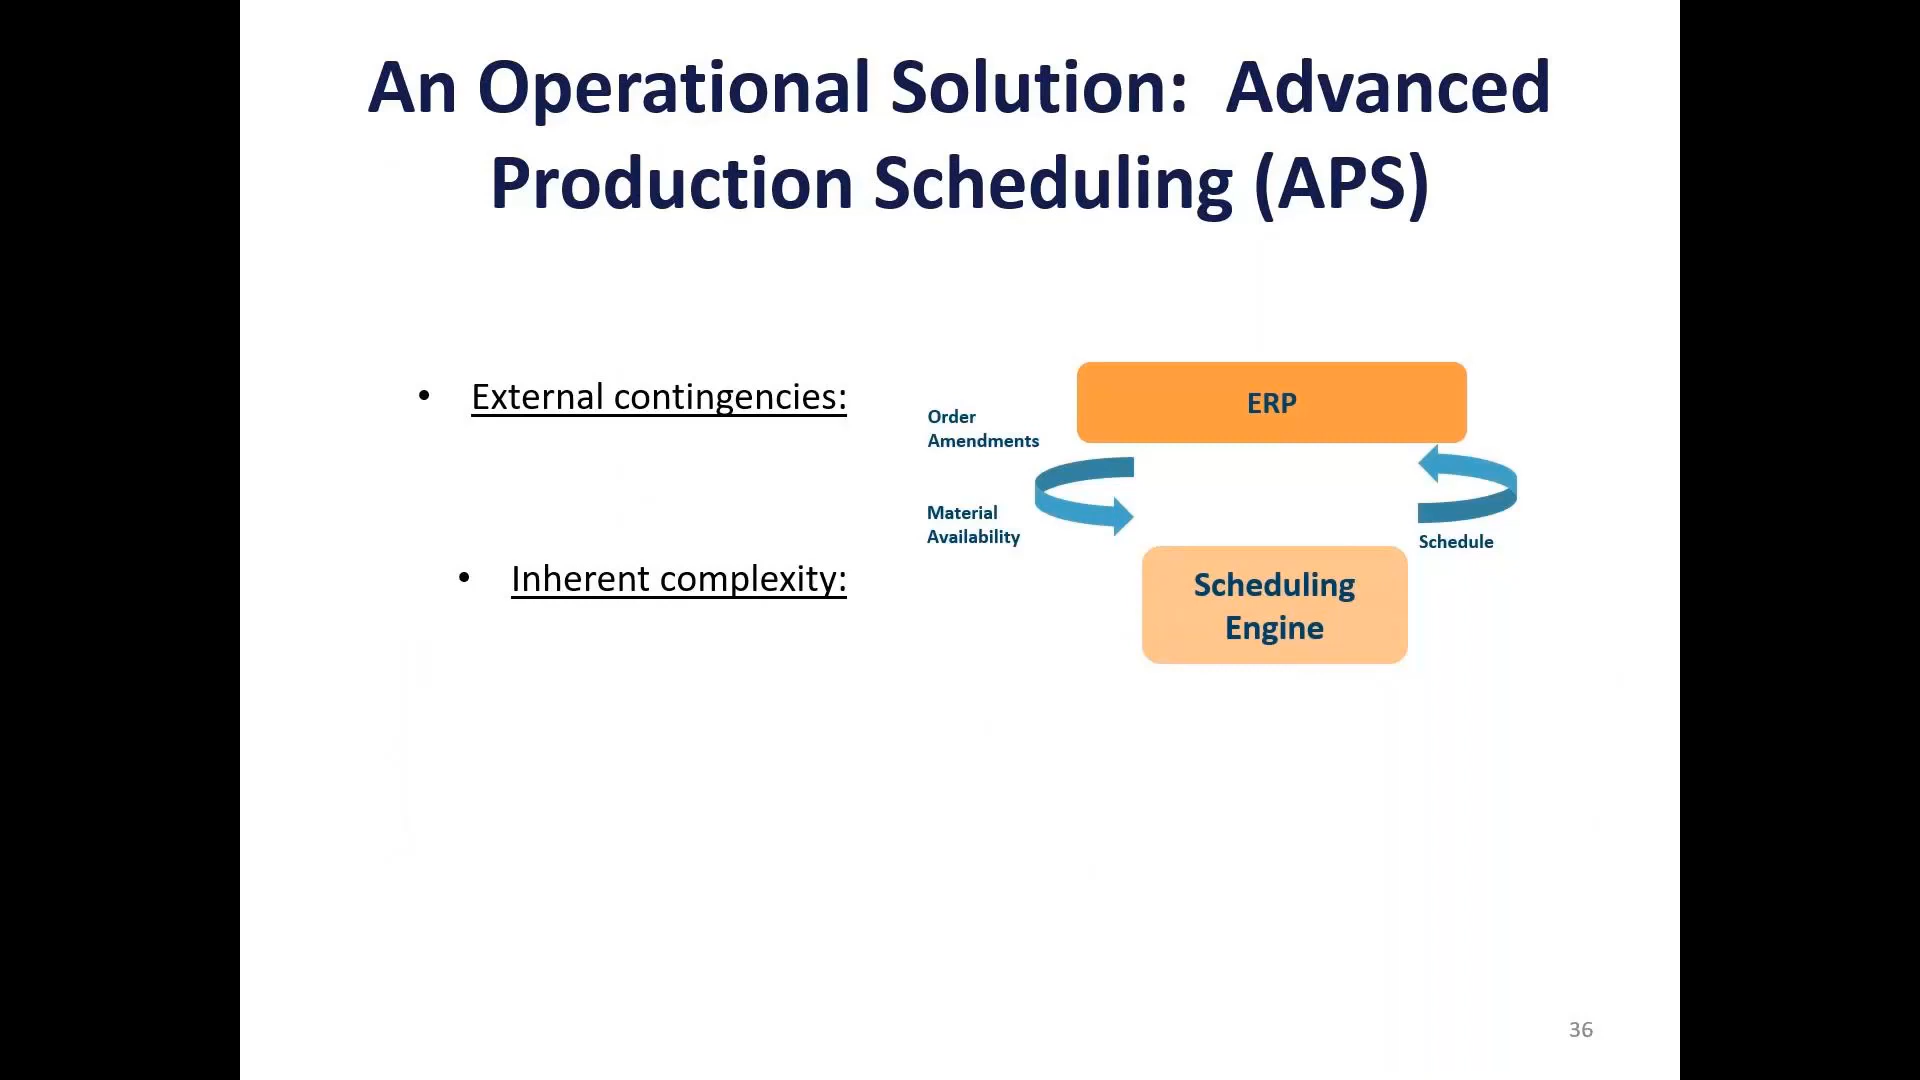 An Operational Solution:  Advanced
Production Scheduling (APS)
• External contingencies:
• Inherent complexity:
ERP
Order
Amendments
Material
Availability
Schedule
Scheduling
Engine
36